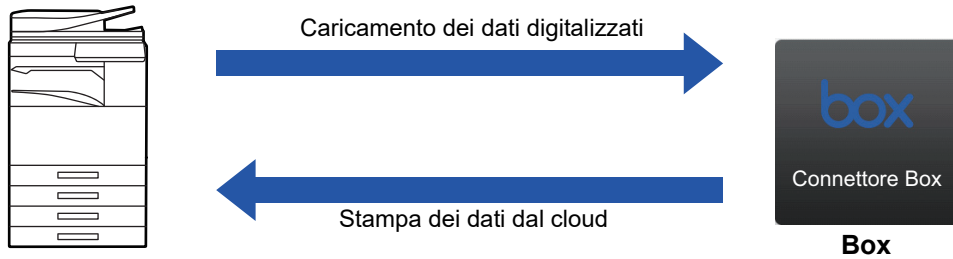 Caricamento dei dati digitalizzati
box
Connettore Box
Stampa dei dati dal cloud
Box